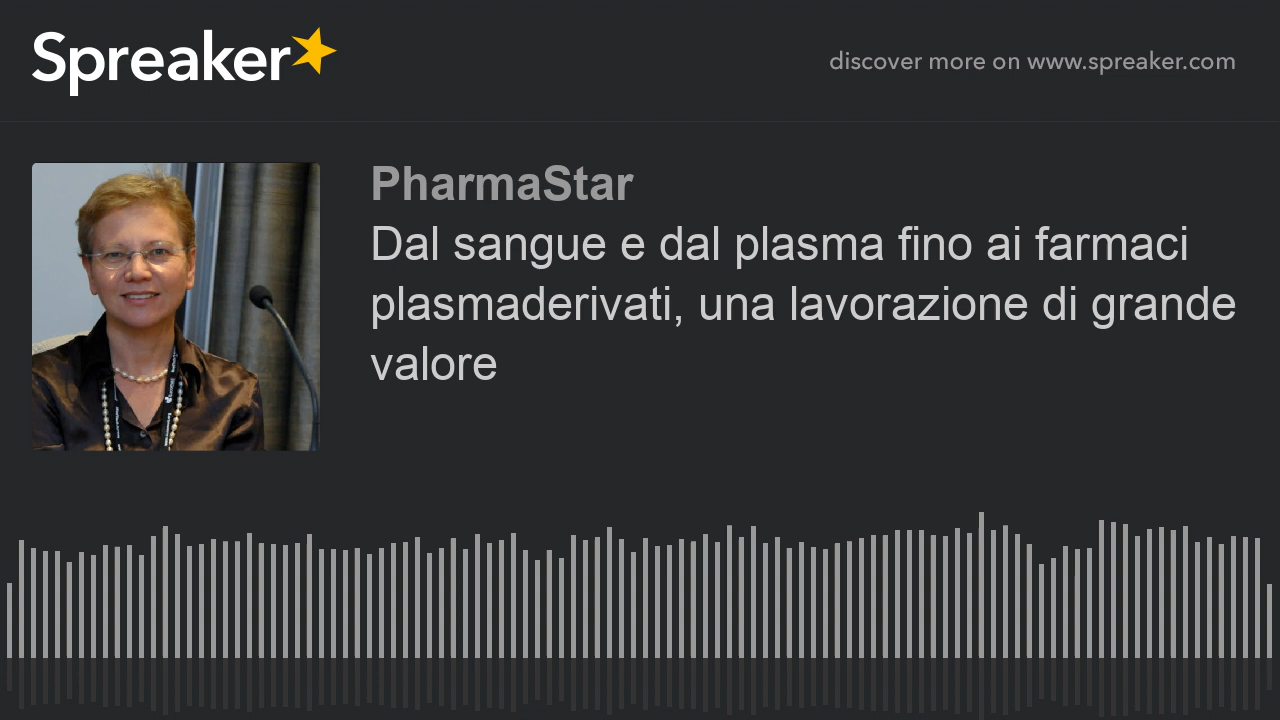 Spreaker
discover more on www.spreaker.com
PharmaStar
Dal sangue e dal plasma fino ai farmaci
plasmaderivati, una lavorazione di grande
valore